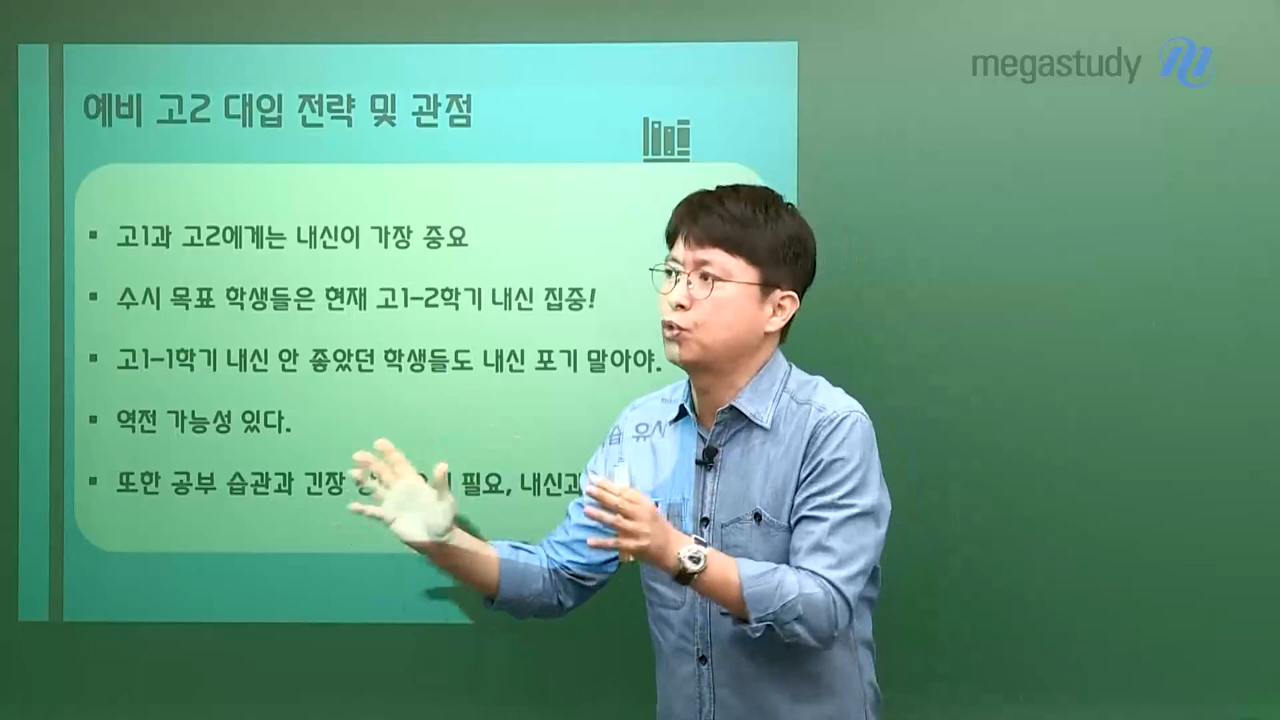 megastudy
예비 고2 대입 전략 및 관점
▪ 고1과 고2에게는 내신이 가장 중요
▪ 수시 목표 학생들은 현재 고1-2학기 내신 집중!
▪ 고1-1학기 내신 안 좋았던 학생들도 내신 포기 말아야.
▪ 역전 가능성 있다.
▪ 또한 공부 습관과 긴장 필요, 내신과
습 유사